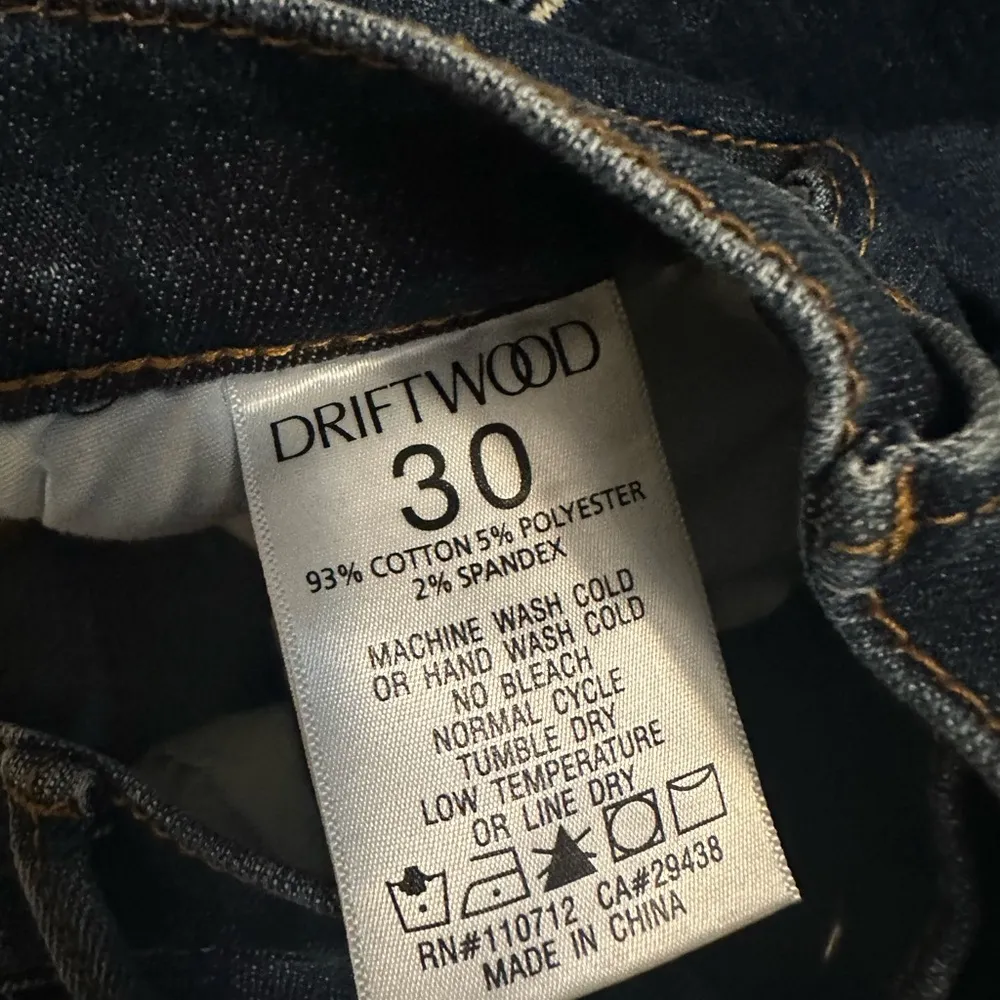 DRIFTWOOD
30
93% COTTON 5% POLYESTER
2% SPANDEX
MACHINE WASH COLD
OR HAND WASH COLD
NO BLEACH
NORMAL CYCLE
TUMBLE DRY
LOW TEMPERATURE
OR LINE DRY
RN#110712 CA#29438
MADE IN CHINA